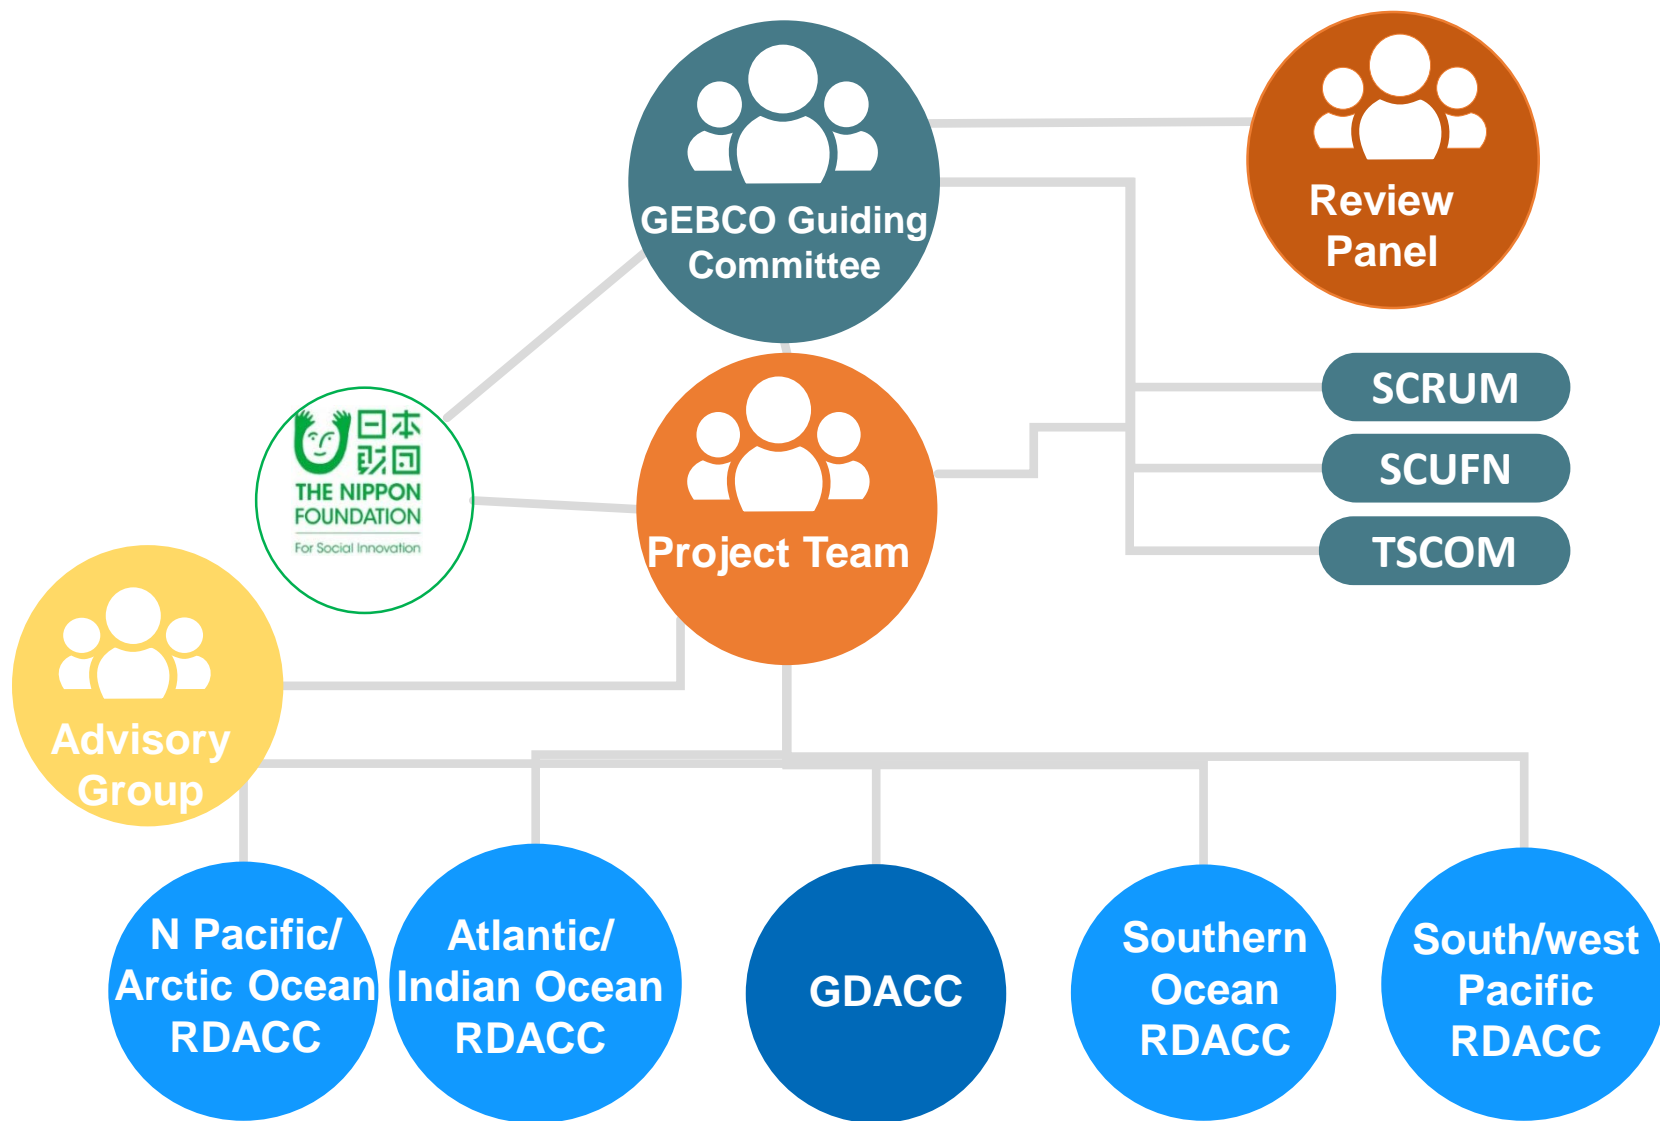 GEBCO Guiding
Committee
Review
Panel
SCRUM
SCUFN
TSCOM
日本
財団
THE NIPPON
FOUNDATION
For Social Innovation
Project Team
Advisory
Group
N Pacific/
Arctic Ocean
RDACC
Atlantic/
Indian Ocean
RDACC
GDACC
Southern
Ocean
RDACC
South/west
Pacific
RDACC